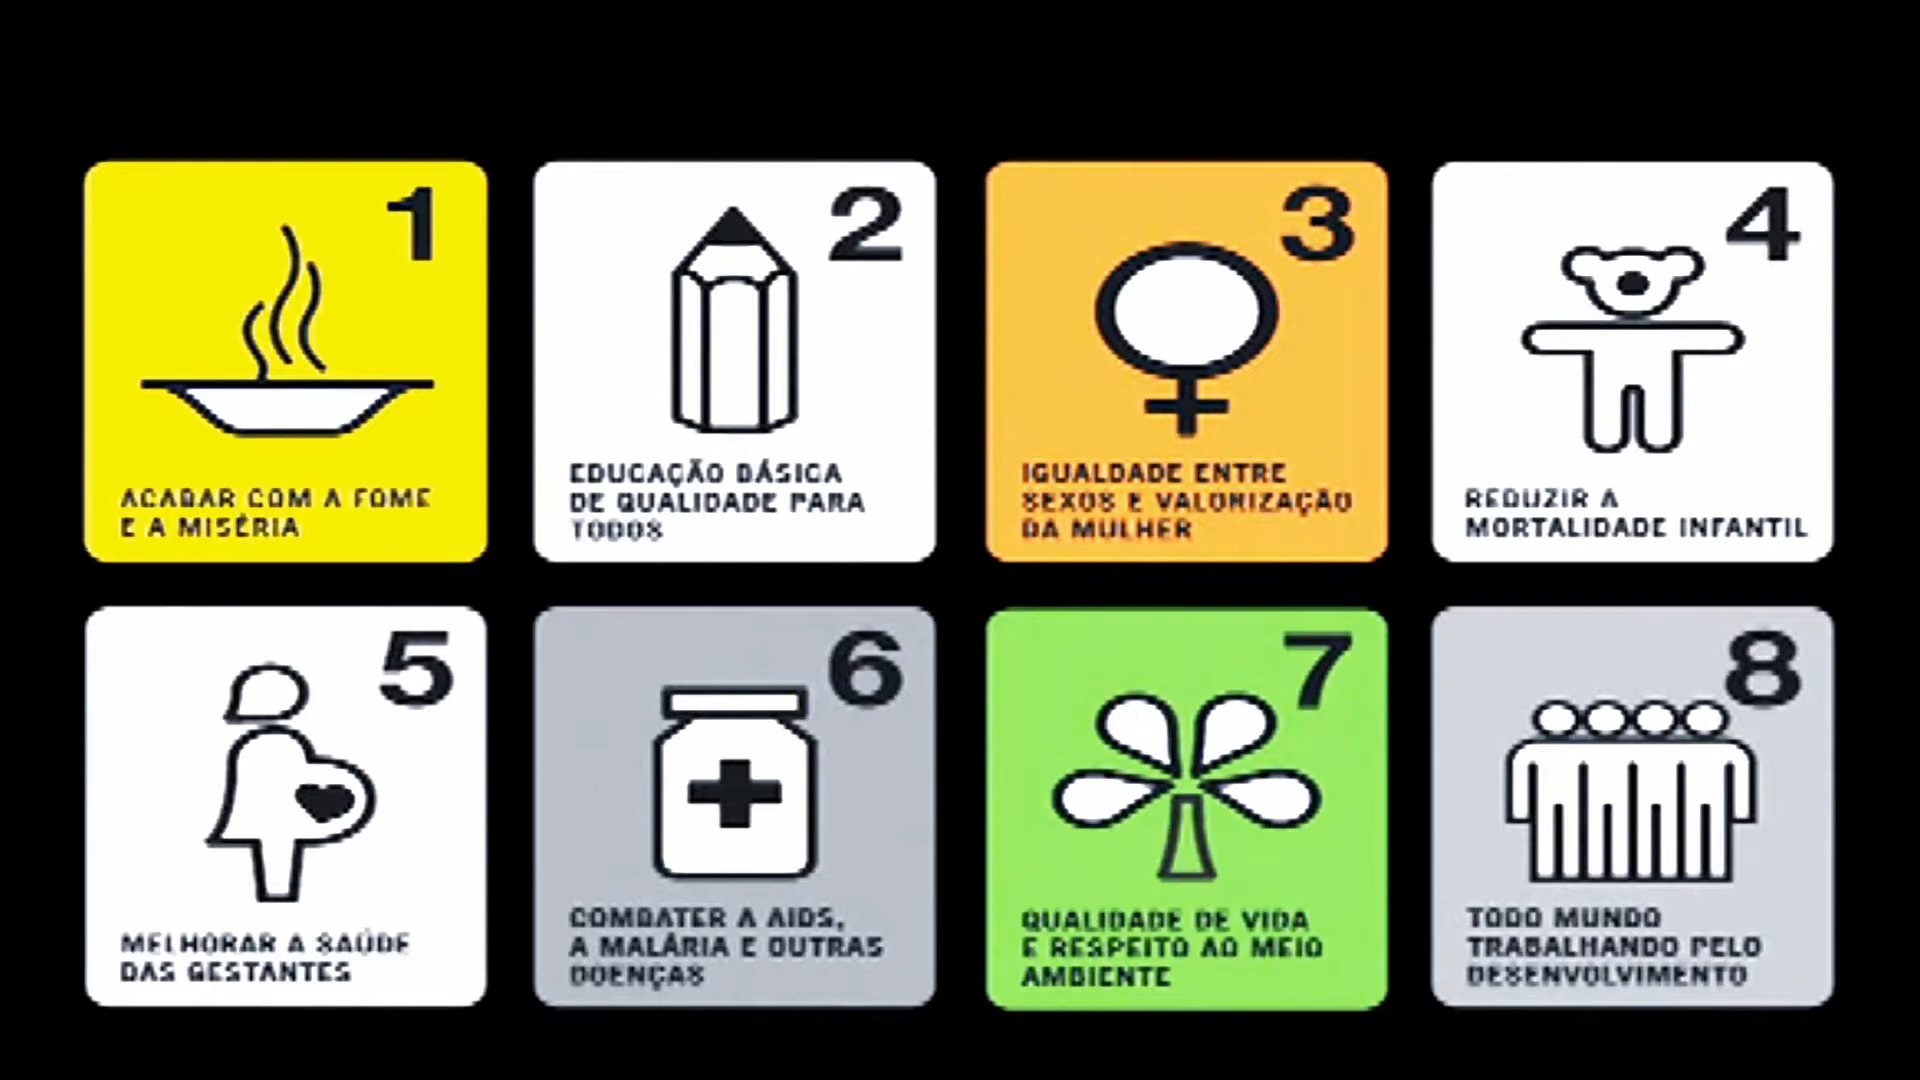 1
ACABAR COM A FOME
E A MISÉRIA
2
EDUCAÇÃO BÁSICA
DE QUALIDADE PARA
TODOS
3
IGUALDADE ENTRE
SEXOS E VALORIZAÇÃO
DA MULHER
4
REDUZIR A
MORTALIDADE INFANTIL
5
MELHORAR A SAÚDE
DAS GESTANTES
6
COMBATER A AIDS,
A MALÁRIA E OUTRAS
DOENÇAS
7
QUALIDADE DE VIDA
E RESPEITO AO MEIO
AMBIENTE
8
TODO MUNDO
TRABALHANDO PELO
DESENVOLVIMENTO